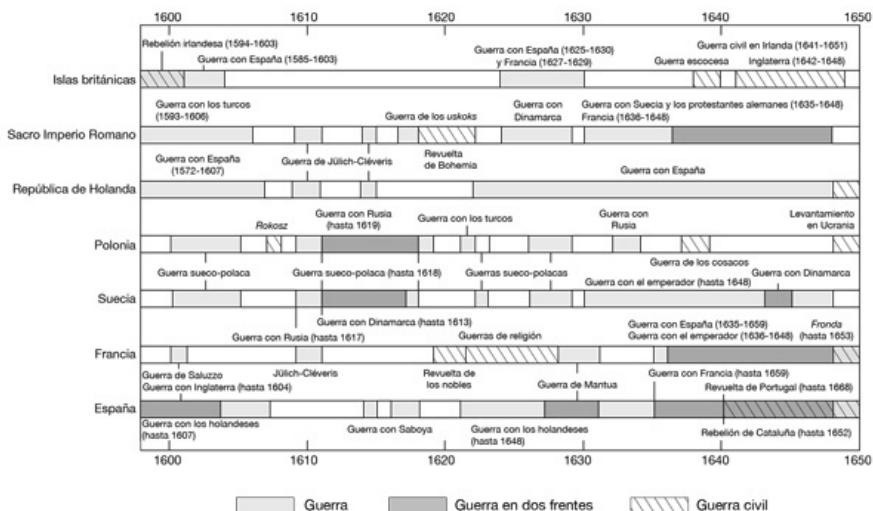 1600 1610 1620 1630 1640 1650
Rebelión irlandesa (1594-1603)
Guerra con España (1585-1603)
Guerra con España (1625-1630)
y Francia (1627-1629)
Guerra civil en Irlanda (1641-1651)
Guerra escocesa
Inglaterra (1642-1648)
Islas británicas
Guerra con los turcos
(1593-1606)
Guerra de los uskoks
Guerra con
Dinamarca
Guerra con Suecia y los protestantes alemanes (1635-1648)
Francia (1636-1648)
Sacro Imperio Romano
Guerra con España
(1572-1607)
Guerra de Jülich-Cléveris
Revuelta
de Bohemia
Guerra con España
República de Holanda
Rokosz
Guerra con Rusia
(hasta 1619)
Guerra con los turcos
Guerra con
Rusia
Levantamiento
en Ucrania
Polonia
Guerra de los cosacos
Guerra sueco-polaca
Guerra sueco-polaca (hasta 1618)
Guerras sueco-polacas
Guerra con el emperador (hasta 1648)
Guerra con Dinamarca
Suecia
Guerra con Dinamarca (hasta 1613)
Guerra con Rusia (hasta 1617)
Guerras de religión
Guerra con España (1635-1659)
Guerra con el emperador (1636-1648)
Fronda
(hasta 1653)
Francia
Guerra de Saluzzo
Guerra con Inglaterra (hasta 1604)
Jülich-Cléveris
Revuelta de
los nobles
Guerra de Mantua
Guerra con Francia (hasta 1659)
Revuelta de Portugal (hasta 1668)
España
Guerra con los holandeses
(hasta 1607)
Guerra con Saboya
Guerra con los holandeses
(hasta 1648)
Rebelión de Cataluña (hasta 1652)
1600 1610 1620 1630 1640 1650
Guerra
Guerra en dos frentes
Guerra civil